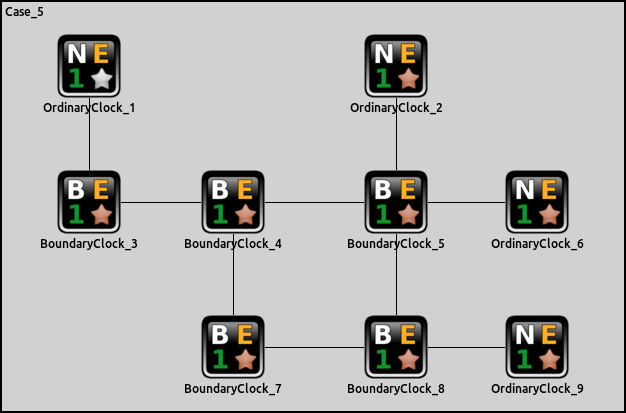 Case_5
N E
1
OrdinaryClock_1
N E
1
OrdinaryClock_2
B E
1
BoundaryClock_3
B E
1
BoundaryClock_4
B E
1
BoundaryClock_5
N E
1
OrdinaryClock_6
B E
1
BoundaryClock_7
B E
1
BoundaryClock_8
N E
1
OrdinaryClock_9